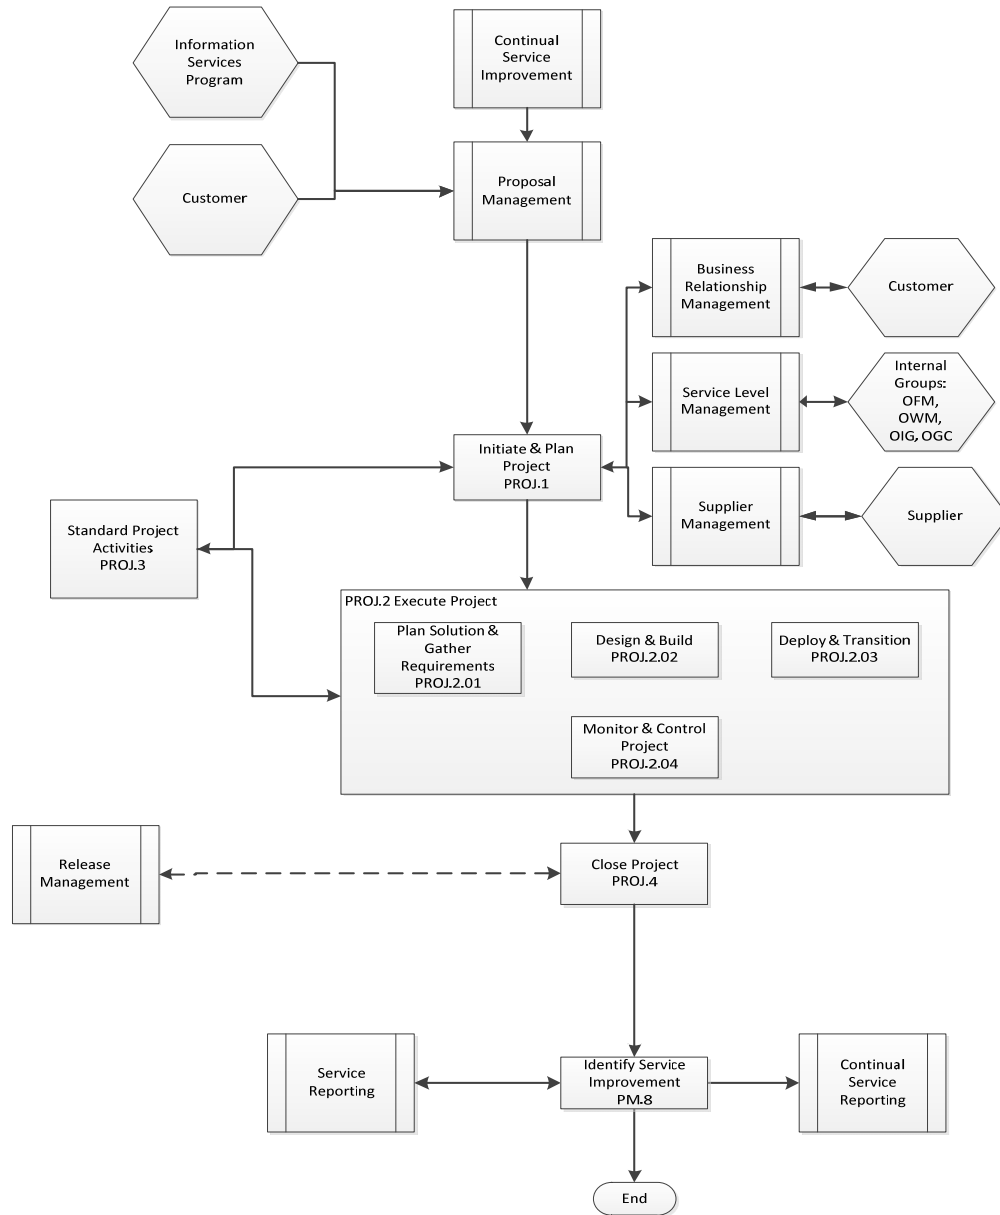 Information
Services
Program
Continual
Service
Improvement
Customer
Proposal
Management
Business
Relationship
Management
Customer
Service Level
Management
Internal
Groups:
OFM,
OWM,
OIG, OGC
Initiate & Plan
Project
PROJ.1
Supplier
Management
Supplier
Standard Project
Activities
PROJ.3
PROJ.2 Execute Project
Plan Solution &
Gather
Requirements
PROJ.2.01
Design & Build
PROJ.2.02
Deploy & Transition
PROJ.2.03
Monitor & Control
Project
PROJ.2.04
Release
Management
Close Project
PROJ.4
Service
Reporting
Identify Service
Improvement
PM.8
Continual
Service
Reporting
End